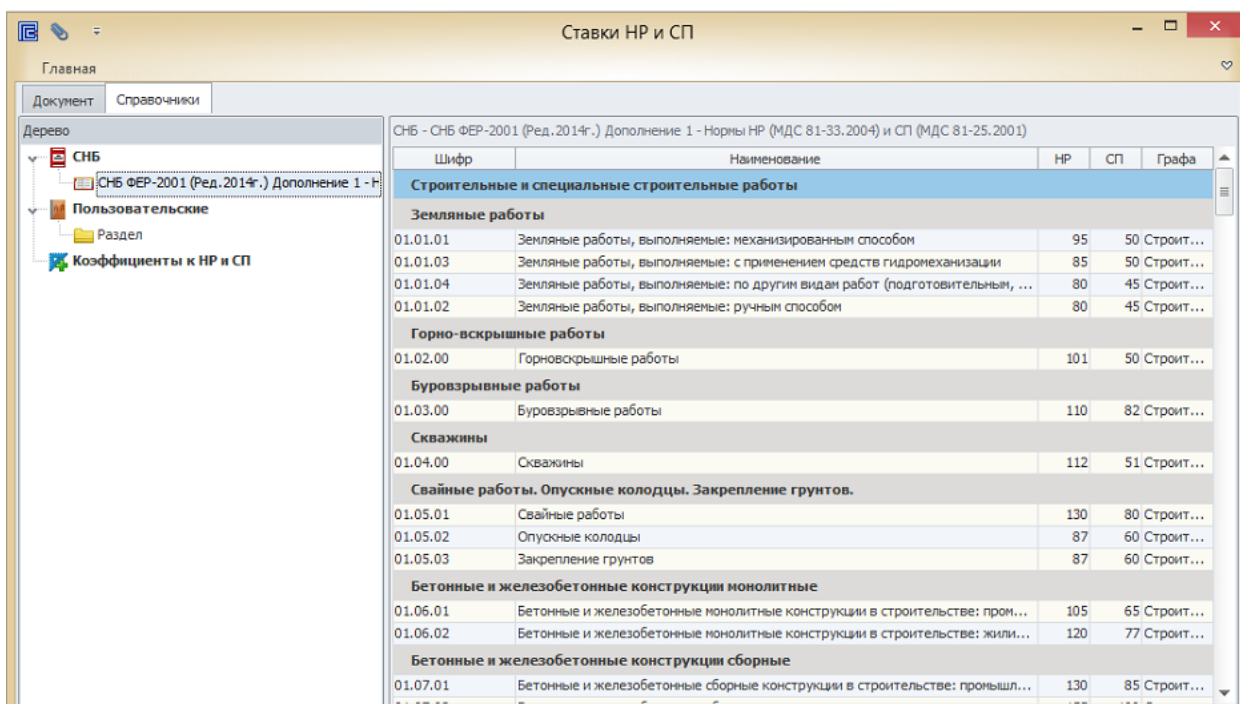 Ставки НР и СП
Главная
Документ Справочники
Дерево
СНБ
СНБ ФЕР-2001 (Ред.2014г.) Дополнение 1 - Н
Пользовательские
Раздел
Коэффициенты к НР и СП
СНБ - СНБ ФЕР-2001 (Ред.2014г.) Дополнение 1 - Нормы НР (МДС 81-33.2004) и СП (МДС 81-25.2001)
Шифр Наименование НР СП Графа
Строительные и специальные строительные работы
Земляные работы
01.01.01 Земляные работы, выполняемые: механизированным способом 95 50 Строит...
01.01.03 Земляные работы, выполняемые: с применением средств гидромеханизации 85 50 Строит...
01.01.04 Земляные работы, выполняемые: по другим видам работ (подготовительным, ... 80 45 Строит...
01.01.02 Земляные работы, выполняемые: ручным способом 80 45 Строит...
Горно-вскрышные работы
01.02.00 Горновскрышные работы 101 50 Строит...
Буровзрывные работы
01.03.00 Буровзрывные работы 110 82 Строит...
Скважины
01.04.00 Скважины 112 51 Строит...
Свайные работы. Опускные колодцы. Закрепление грунтов.
01.05.01 Свайные работы 130 80 Строит...
01.05.02 Опускные колодцы 87 60 Строит...
01.05.03 Закрепление грунтов 87 60 Строит...
Бетонные и железобетонные конструкции монолитные
01.06.01 Бетонные и железобетонные монолитные конструкции в строительстве: пром... 105 65 Строит...
01.06.02 Бетонные и железобетонные монолитные конструкции в строительстве: жили... 120 77 Строит...
Бетонные и железобетонные конструкции сборные
01.07.01 Бетонные и железобетонные сборные конструкции в строительстве: промышл... 130 85 Строит...